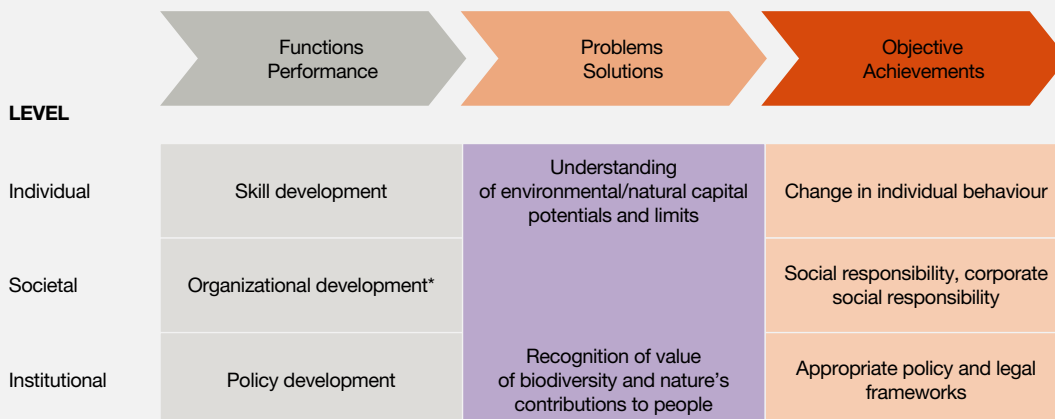 Functions
Performance
Problems
Solutions
Objective
Achievements
LEVEL
Individual
Skill development
Understanding
of environmental/natural capital
potentials and limits
Change in individual behaviour
Societal
Organizational development*
Social responsibility, corporate
social responsibility
Institutional
Policy development
Recognition of value
of biodiversity and nature's
contributions to people
Appropriate policy and legal
frameworks